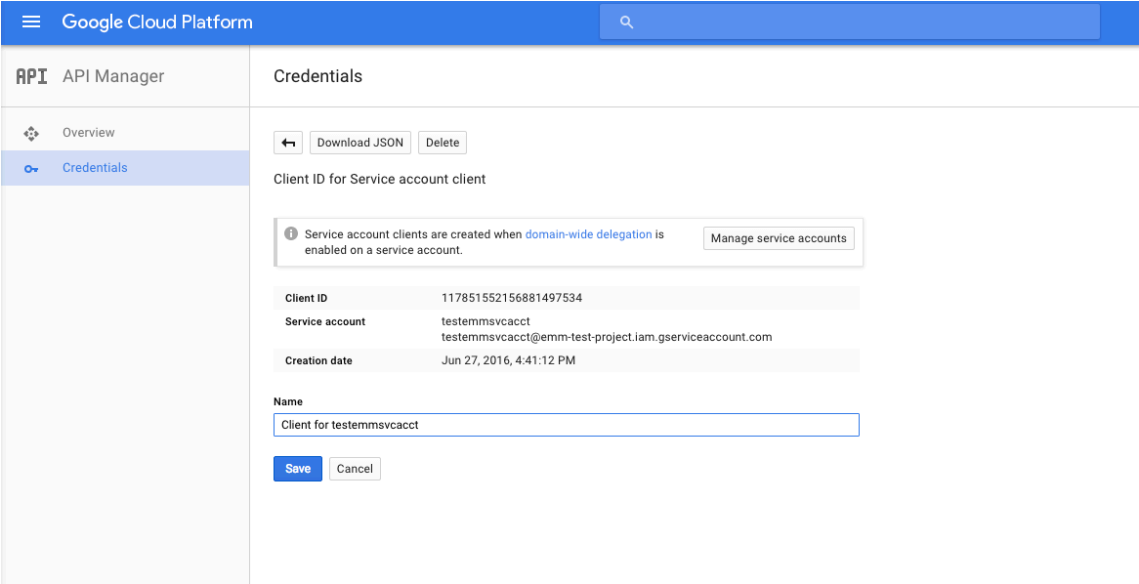 Google Cloud Platform
API API Manager
Credentials
Overview
Credentials
Download JSON Delete
Client ID for Service account client
Service account clients are created when domain-wide delegation is
enabled on a service account.
Manage service accounts
Client ID 117851552156881497534
Service account testemmsvcacct
testemmsvcacct@emm-test-project.iam.gserviceaccount.com
Creation date Jun 27, 2016, 4:41:12 PM
Name
Client for testemmsvcacct
Save Cancel